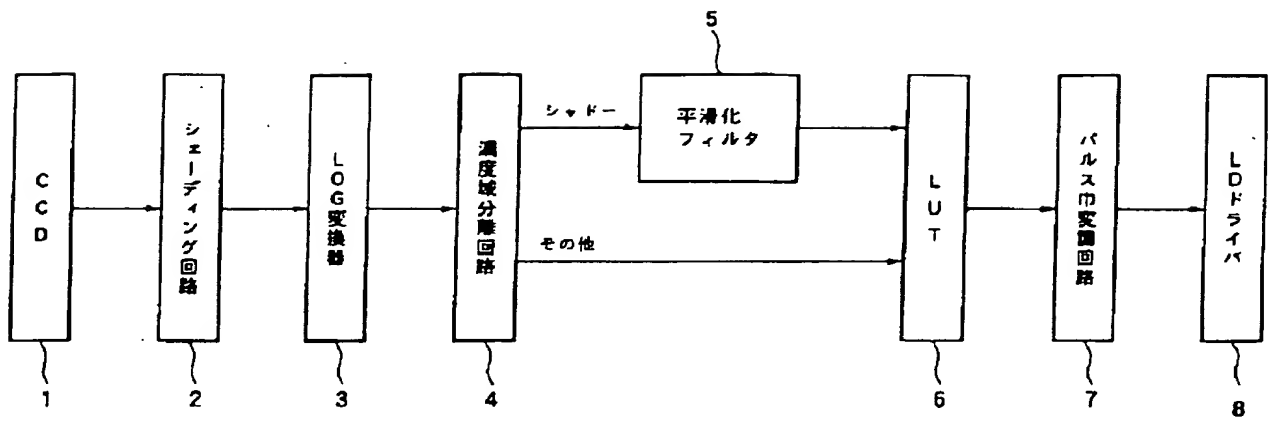 5
CCD
シェーディング回路
LOG変換器
濃度域分離回路
シャドー
平滑化
フィルタ
その他
LUT
パルス巾変調回路
LDドライバ
1
2
3
4
6
7
8